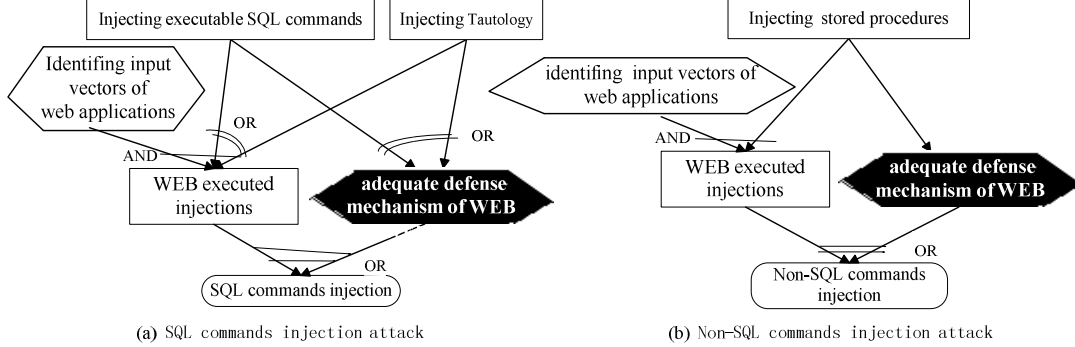 Injecting executable SQL commands
Injecting Tautology
Identifing input
vectors of
web applications
OR
OR
AND
WEB executed
injections
adequate defense
mechanism of WEB
OR
SQL commands injection
(a) SQL commands injection attack
Injecting stored procedures
identifing input vectors of
web applications
AND
WEB executed
injections
adequate defense
mechanism of WEB
OR
Non-SQL commands
injection
(b) Non-SQL commands injection attack